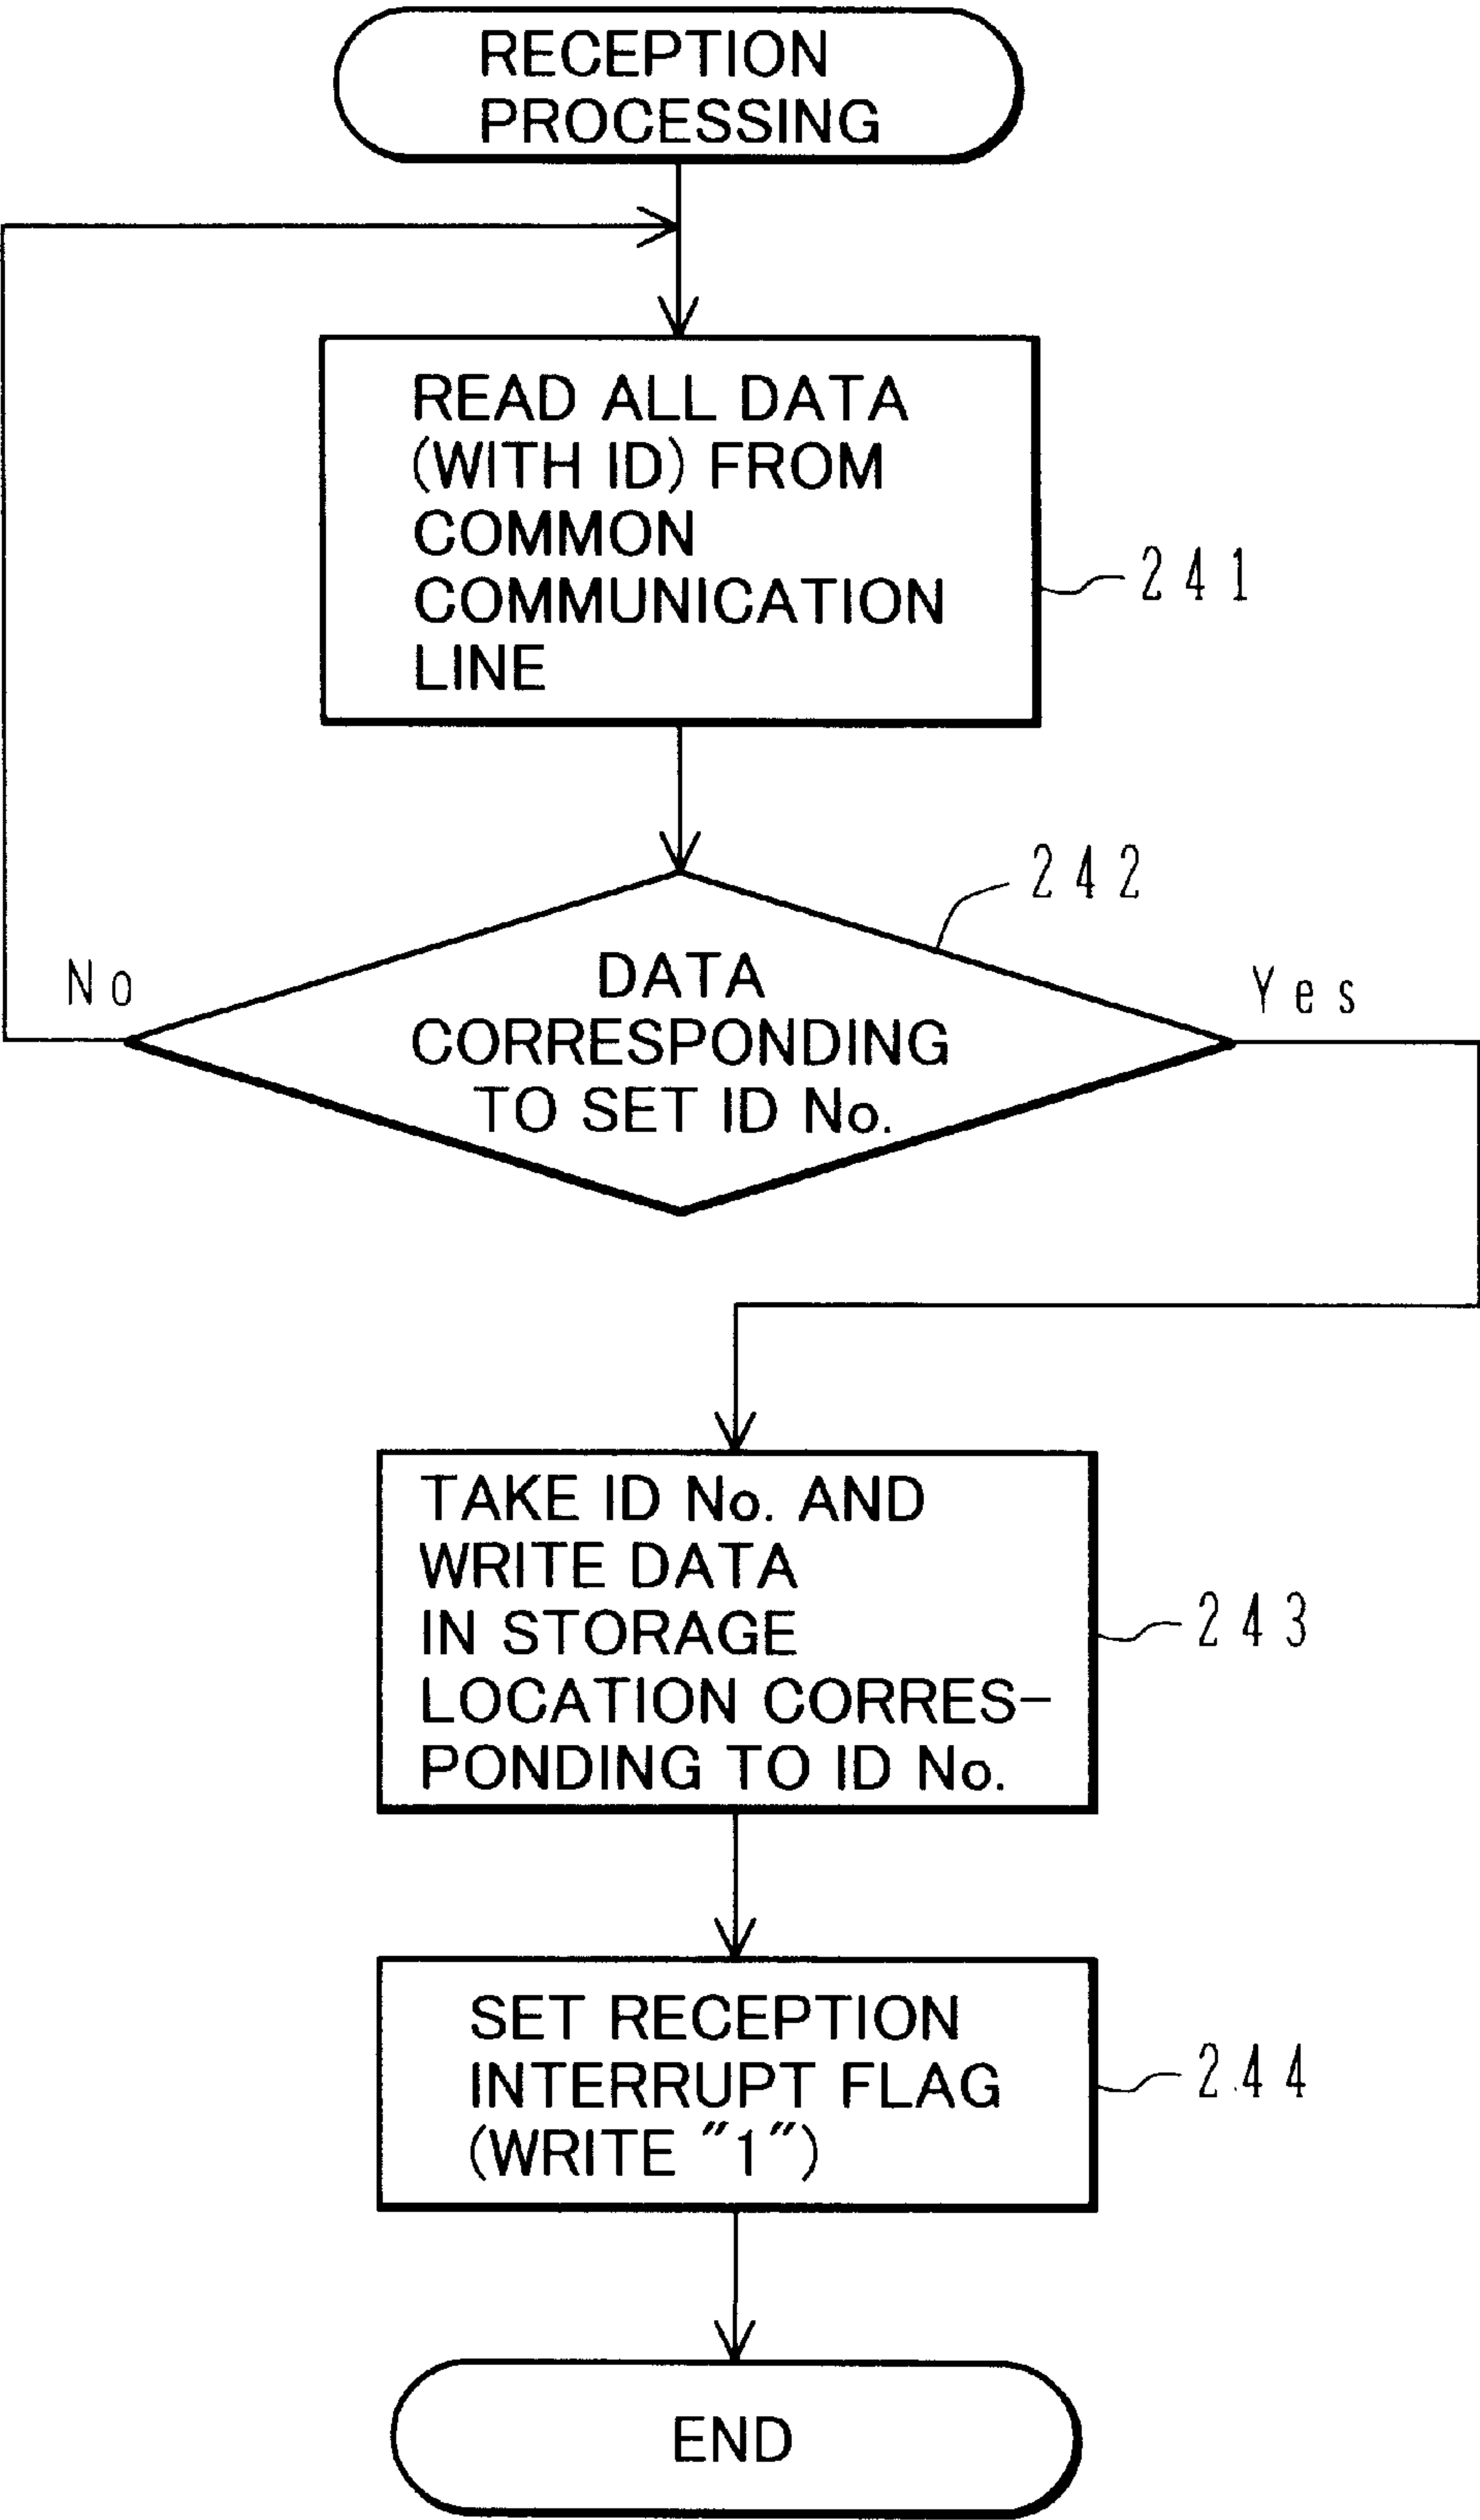 RECEPTION
PROCESSING
READ ALL DATA
(WITH ID) FROM
COMMON
COMMUNICATION
LINE
241
242
No
Yes
DATA
CORRESPONDING
TO SET ID No.
TAKE ID No. AND
WRITE DATA
IN STORAGE
LOCATION CORRES-
PONDING TO ID No.
243
SET RECEPTION
INTERRUPT FLAG
(WRITE "1")
244
END